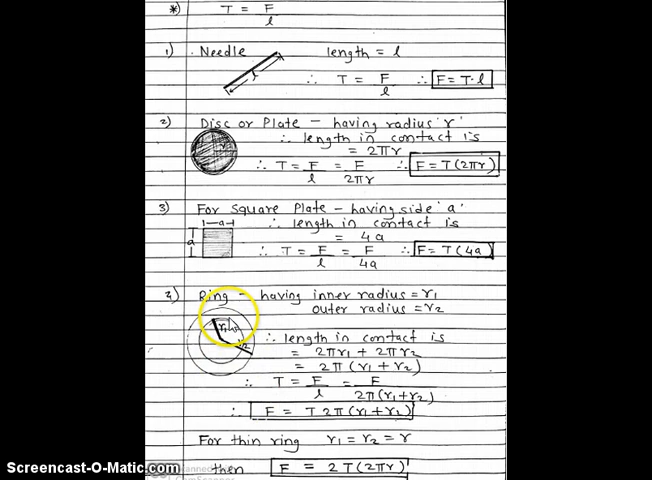 *) T = F/l
1) . Needle length = l
l
∴ T = F/l ∴ F = T·l
2) Disc or Plate – having radius 'r'
∴ length in contact is
= 2πr
r
∴ T = F/l = F/2πr ∴ F = T(2πr)
3) For Square Plate – having side 'a'
a
∴ length in contact is
= 4a
a
∴ T = F/l = F/4a ∴ F = T(4a)
Ring – having inner radius = r1
outer radius = r2
r1
r2
∴ length in contact is
= 2πr1 + 2πr2
= 2π(r1 + r2)
∴ T = F/l = F/2π(r1+r2)
∴ F = T 2π(r1+r2)
For thin ring r1 = r2 = r
then F = 2T(2πr)
Screencast-O-Matic.com